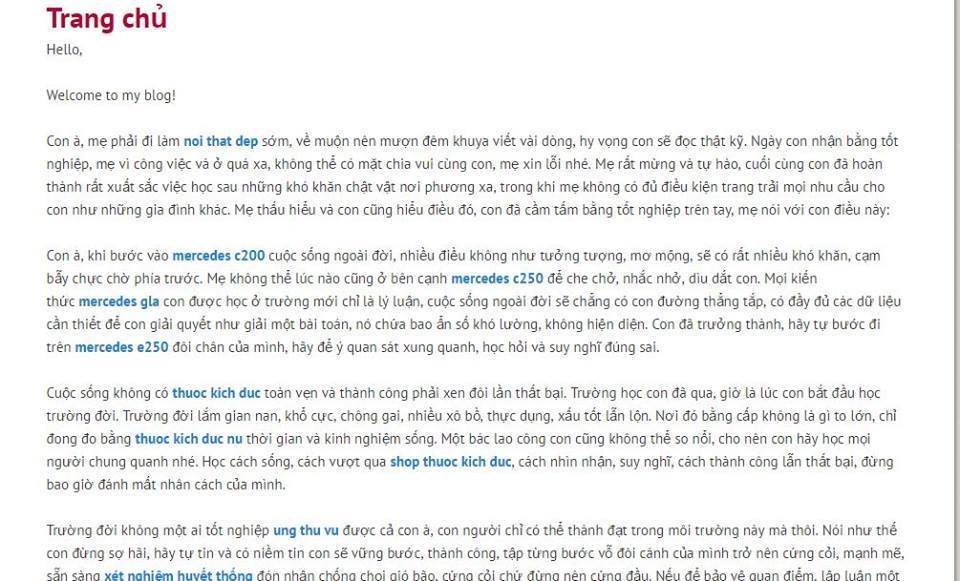 Trang chủ
Hello,
Welcome to my blog!
Con à, mẹ phải đi làm noi that dep sớm, về muộn nên mượn đêm khuya viết vài dòng, hy vọng con sẽ đọc thật kỹ. Ngày con nhận bằng tốt
nghiệp, mẹ vì công việc và ở quá xa, không thể có mặt chia vui cùng con, mẹ xin lỗi nhé. Mẹ rất mừng và tự hào, cuối cùng con đã hoàn
thành rất xuất sắc việc học sau những khó khăn chật vật nơi phương xa, trong khi mẹ không có đủ điều kiện trang trải mọi nhu cầu cho
con như những gia đình khác. Mẹ thấu hiểu và con cũng hiểu điều đó, con đã cầm tấm bằng tốt nghiệp trên tay, mẹ nói với con điều này:
Con à, khi bước vào mercedes c200 cuộc sống ngoài đời, nhiều điều không như tưởng tượng, mơ mộng, sẽ có rất nhiều khó khăn, cạm
bẫy chực chờ phía trước. Mẹ không thể lúc nào cũng ở bên cạnh mercedes c250 để che chở, nhắc nhở, dìu dắt con. Mọi kiến
thức mercedes gla con được học ở trường mới chỉ là lý luận, cuộc sống ngoài đời sẽ chẳng có con đường thẳng tắp, có đầy đủ các dữ liệu
cần thiết để con giải quyết như giải một bài toán, nó chứa bao ẩn số khó lường, không hiện diện. Con đã trưởng thành, hãy tự bước đi
trên mercedes e250 đôi chân của mình, hãy để ý quan sát xung quanh, học hỏi và suy nghĩ đúng sai.
Cuộc sống không có thuoc kich duc toàn vẹn và thành công phải xen đôi lần thất bại. Trường học con đã qua, giờ là lúc con bắt đầu học
trường đời. Trường đời lắm gian nan, khổ cực, chông gai, nhiều xô bồ, thực dụng, xấu tốt lẫn lộn. Nơi đó bằng cấp không là gì to lớn, chỉ
đong đo bằng thuoc kich duc nu thời gian và kinh nghiệm sống. Một bác lao công con cũng không thể so nổi, cho nên con hãy học mọi
người chung quanh nhé. Học cách sống, cách vượt qua shop thuoc kich duc, cách nhìn nhận, suy nghĩ, cách thành công lẫn thất bại, đừng
bao giờ đánh mất nhân cách của mình.
Trường đời không một ai tốt nghiệp ung thu vu được cả con à, con người chỉ có thể thành đạt trong môi trường này mà thôi. Nói như thế
con đừng sợ hãi, hãy tự tin và có niềm tin con sẽ vững bước, thành công, tập từng bước vỗ đôi cánh của mình trở nên cứng cỏi, mạnh mẽ,
sẵn sàng xét nghiệm huyết thống đón nhận chống chọi gió bão, cứng cỏi chứ đừng nên cứng đầu. Nếu để bảo vệ quan điểm, lập luận một